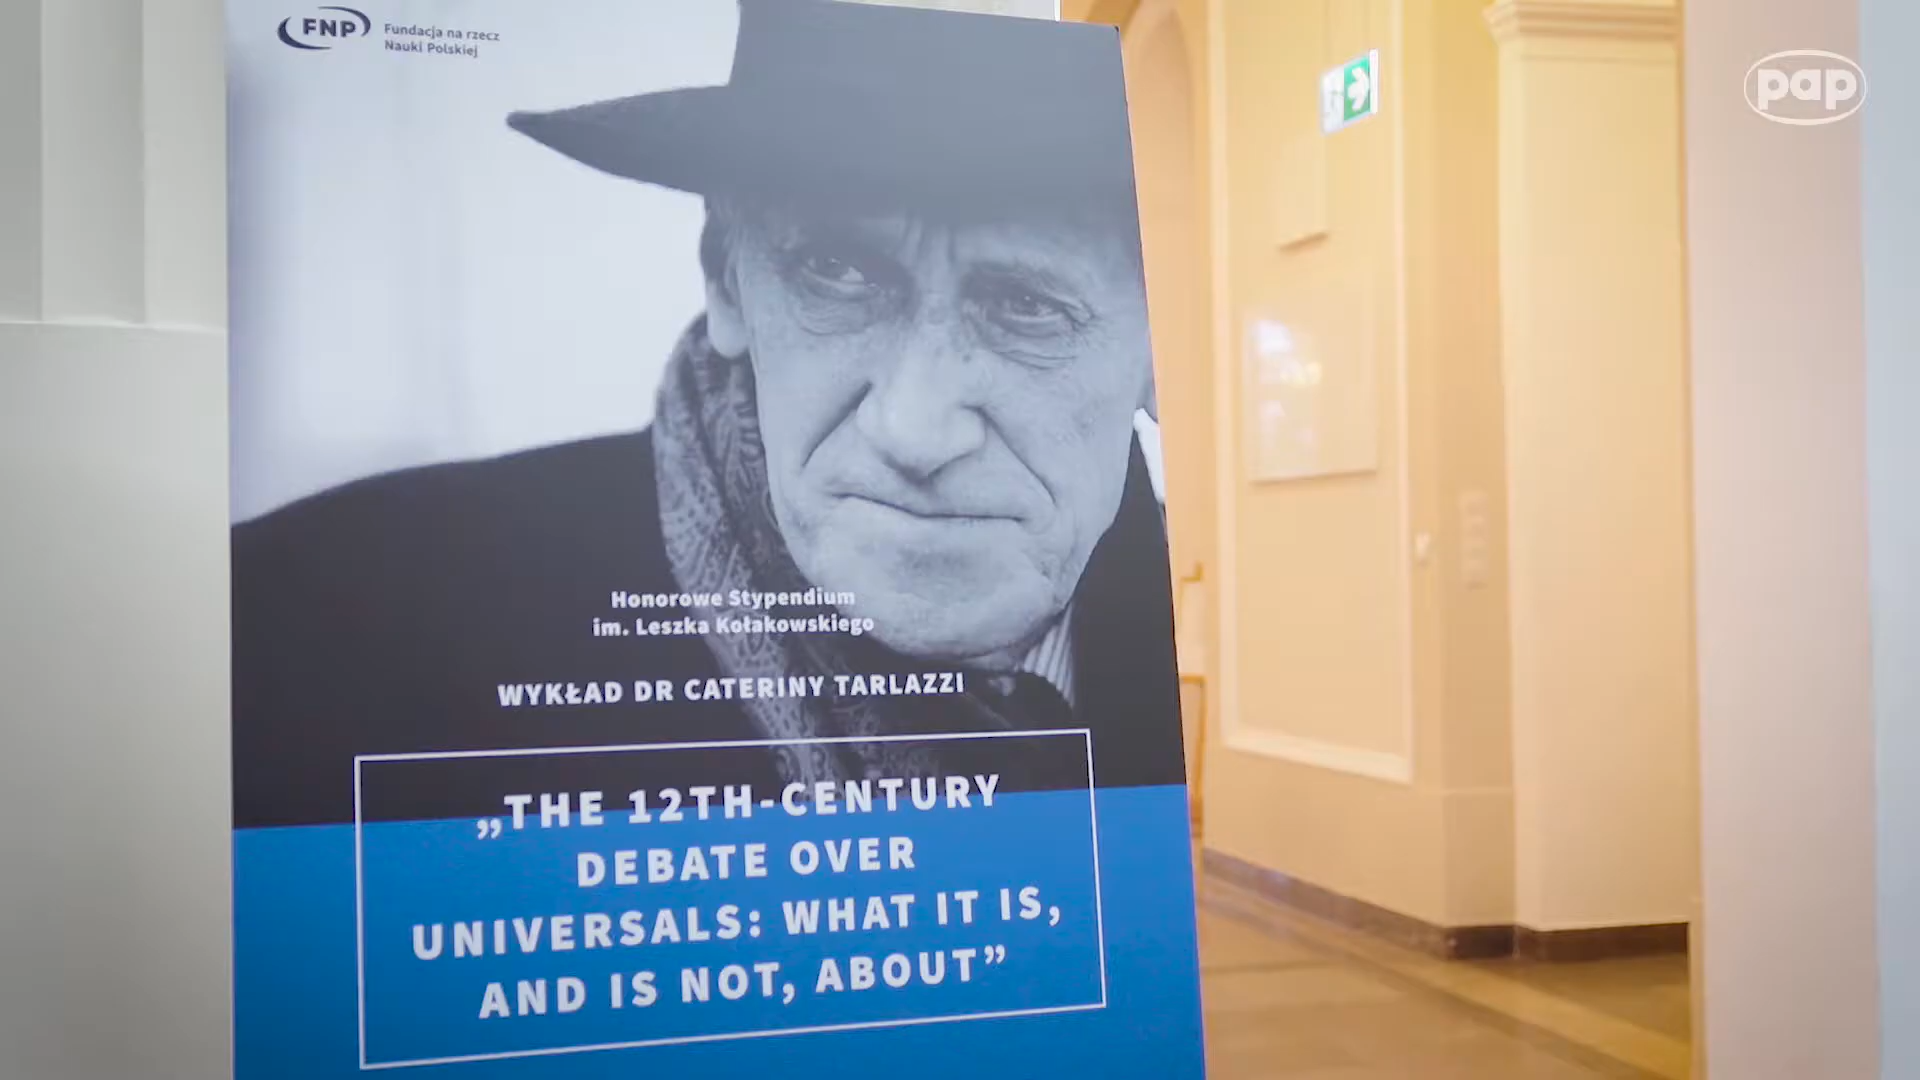 FNP
Fundacja na rzecz
Nauki Polskiej
pap
Honorowe Stypendium
im. Leszka Kołakowskiego
WYKŁAD DR CATERINY TARLAZZI
„THE 12TH-CENTURY
DEBATE OVER
UNIVERSALS: WHAT IT IS,
AND IS NOT, ABOUT”